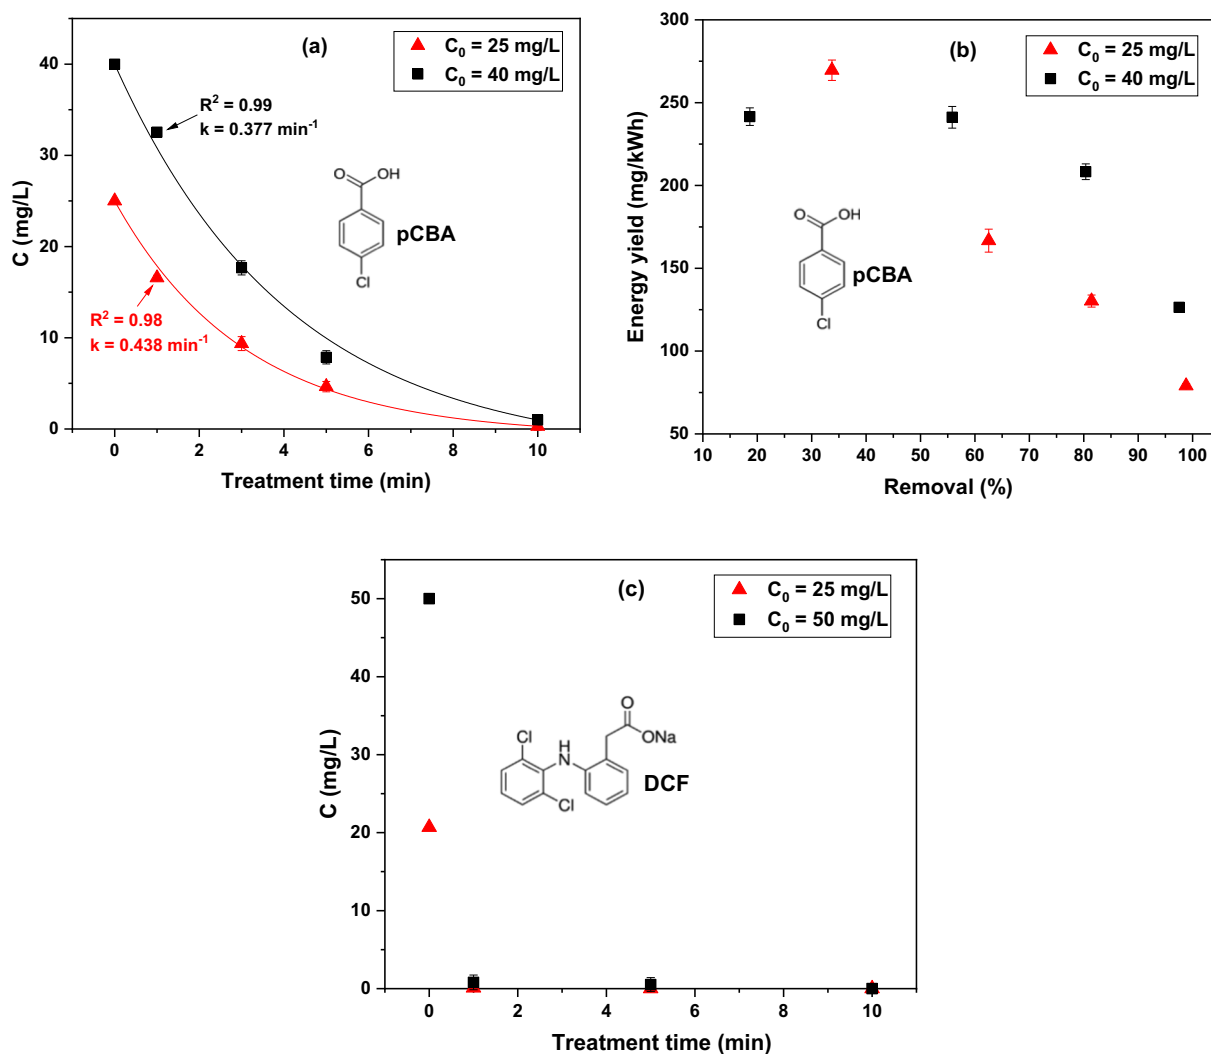 (a)
C₀ = 25 mg/L
C₀ = 40 mg/L
R² = 0.99
k = 0.377 min⁻¹
O
OH
Cl
pCBA
R² = 0.98
k = 0.438 min⁻¹
40
30
20
10
0
C (mg/L)
0 2 4 6 8 10
Treatment time (min)
(b)
C₀ = 25 mg/L
C₀ = 40 mg/L
O
OH
Cl
pCBA
300
250
200
150
100
50
Energy yield (mg/kWh)
10 20 30 40 50 60 70 80 90 100
Removal (%)
(c)
C₀ = 25 mg/L
C₀ = 50 mg/L
O
ONa
Cl
H
N
Cl
DCF
50
40
30
20
10
0
C (mg/L)
0 2 4 6 8 10
Treatment time (min)